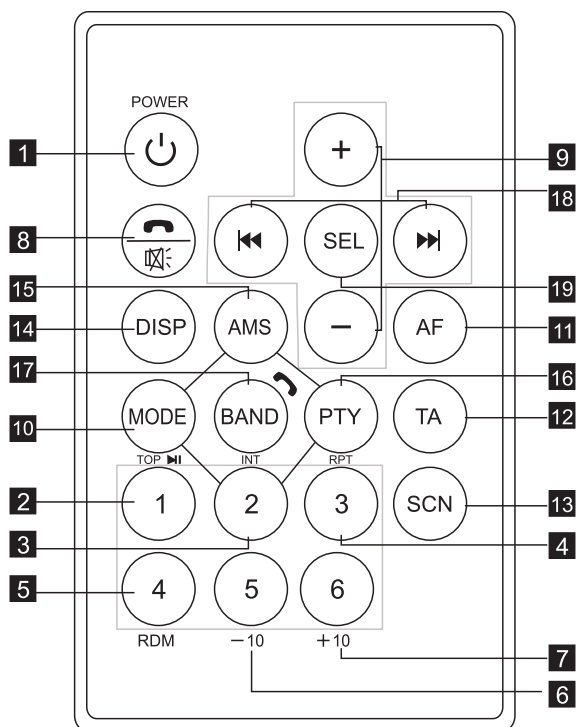 POWER
1
+
9
18
8
SEL
19
15
14
DISP
AMS
−
AF
11
17
16
10
MODE
BAND
PTY
TA
12
TOP
INT
RPT
2
1
2
3
SCN
13
3
4
5
4
5
6
RDM
−10
+10
7
6